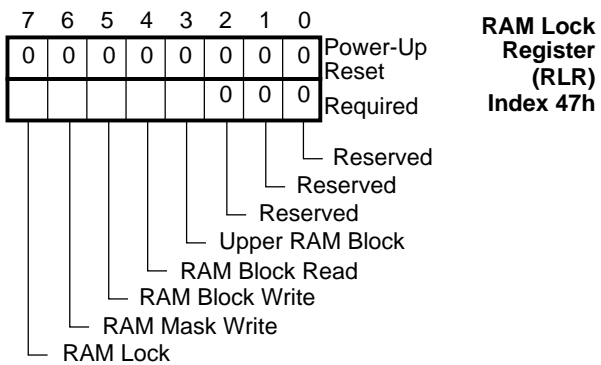 7 6 5 4 3 2 1 0
0 0 0 0 0 0 0 0 Power-Up Reset
0 0 0 Required
Reserved
Reserved
Reserved
Upper RAM Block
RAM Block Read
RAM Block Write
RAM Mask Write
RAM Lock
RAM Lock
Register
(RLR)
Index 47h